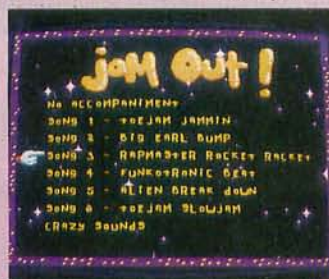 jam Out!
No ACCOMPANIMENt
SONG 1 - tOEJAM JAMMIN
SONG 2 - BIG EARL BUMP
SONG 3 - RAPMAStER ROCKEt RACKEt
SONG 4 - FUNKOtRONIC BEAt
SONG 5 - ALIEN BREAK doWN
SONG 6 - tOEJAM SLOWJAM
CRAZY SOUNdS